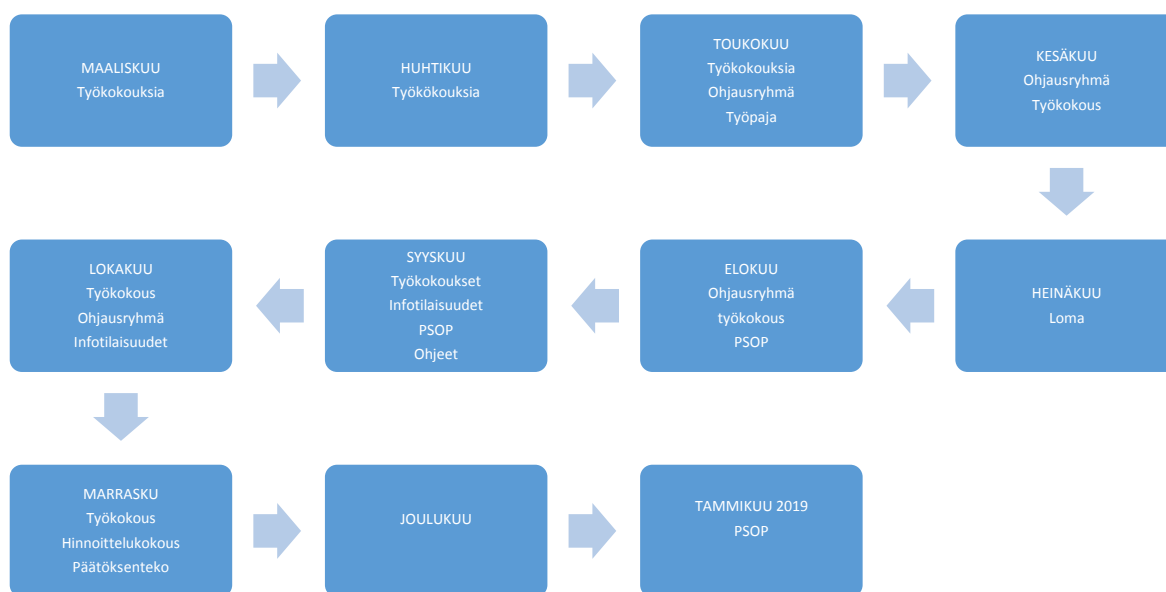 MAALISKUU
Työkokouksia
HUHTIKUU
Työkökouksia
TOUKOKUU
Työkokouksia
Ohjausryhmä
Työpaja
KESÄKUU
Ohjausryhmä
Työkokous
HEINÄKUU
Loma
ELOKUU
Ohjausryhmä
työkokous
PSOP
SYYSKUU
Työkokoukset
Infotilaisuudet
PSOP
Ohjeet
LOKAKUU
Työkokous
Ohjausryhmä
Infotilaisuudet
MARRASKU
Työkokous
Hinnoittelukokous
Päätöksenteko
JOULUKUU
TAMMIKUU 2019
PSOP